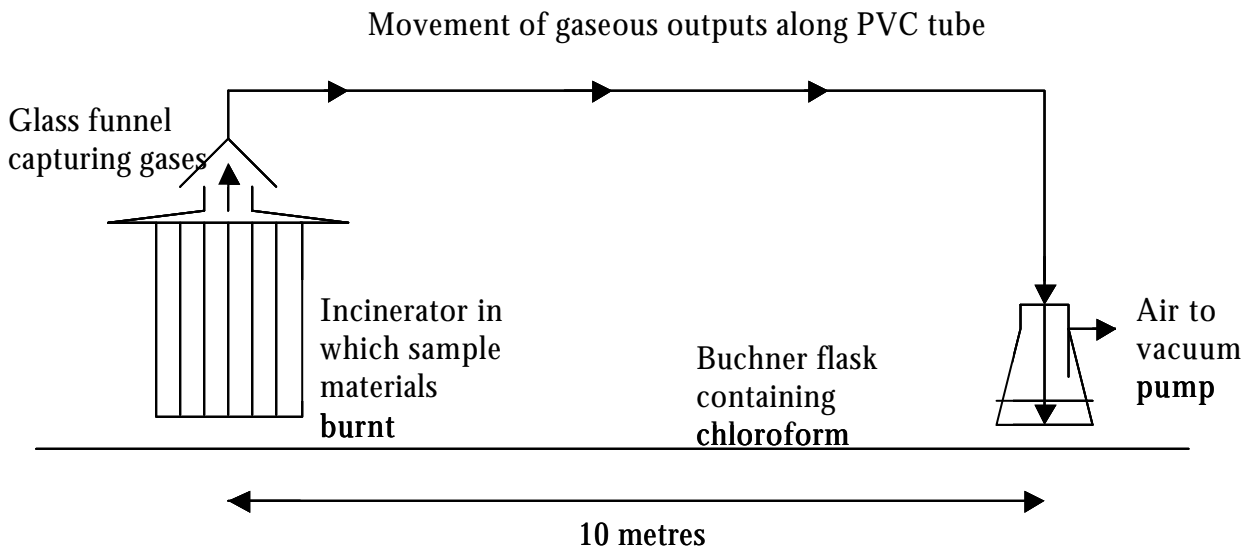 Movement of gaseous outputs along PVC tube
Glass funnel
capturing gases
Incinerator in
which sample
materials
burnt
Buchner flask
containing
chloroform
Air to
vacuum
pump
10 metres